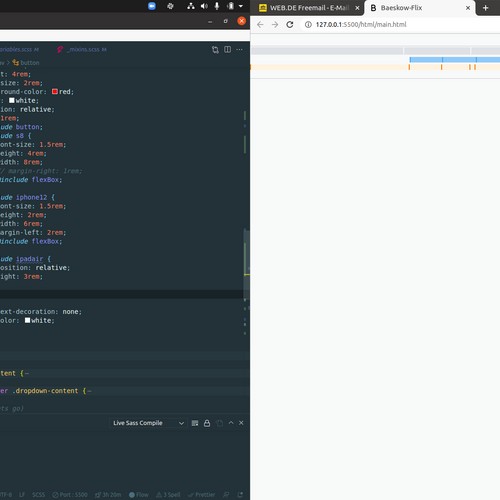 ariables.scss M
_mixins.scss M
button
t: 4rem;
size: 2rem;
round-color: red;
: white;
ion: relative;
1rem;
ude button;
ude s8 {
ont-size: 1.5rem;
eight: 4rem;
idth: 8rem;
/ margin-right: 1rem;
include flexBox;
ude iphone12 {
ont-size: 1.5rem;
eight: 2rem;
idth: 6rem;
argin-left: 2rem;
include flexBox;
ude ipadair {
osition: relative;
ight: 3rem;
ext-decoration: none;
olor: white;
tent {
er .dropdown-content {
ts go)
Live Sass Compile
TF-8 LF SCSS Port : 5500 Flow 3 Spell Prettier
WEB.DE Freemail - E-Mail
Baeskow-Flix
127.0.0.1:5500/html/main.html